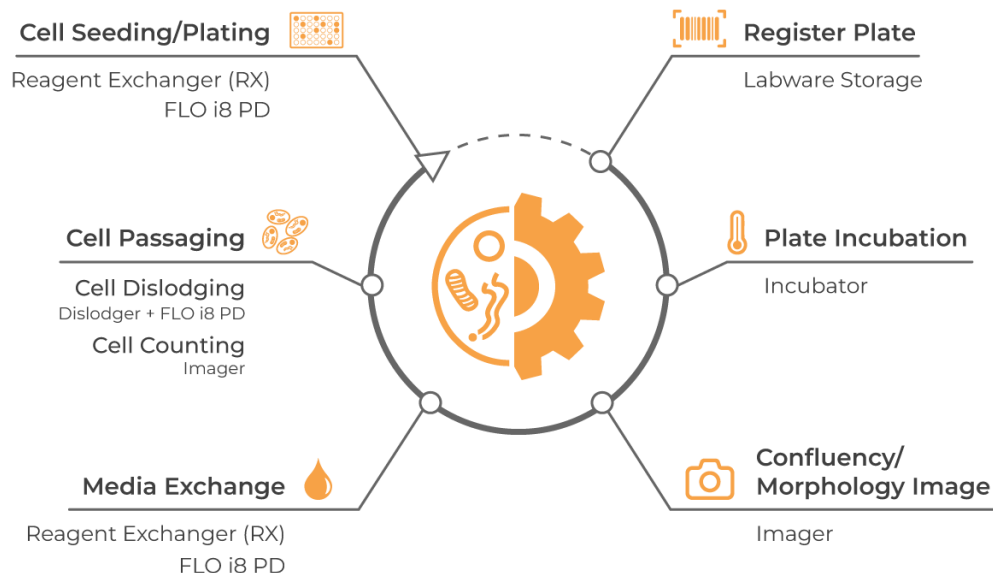 Cell Seeding/Plating
Reagent Exchanger (RX)
FLO i8 PD
Register Plate
Labware Storage
Cell Passaging
Cell Dislodging
Dislodger + FLO i8 PD
Cell Counting
Imager
Plate Incubation
Incubator
Media Exchange
Reagent Exchanger (RX)
FLO i8 PD
Confluency/
Morphology Image
Imager